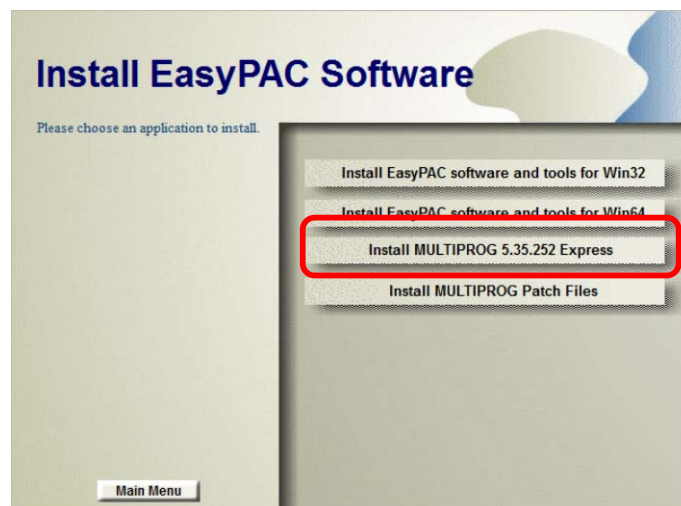 Install EasyPAC Software
Please choose an application to install.
Install EasyPAC software and tools for Win32
Install EasyPAC software and tools for Win64
Install MULTIPROG 5.35.252 Express
Install MULTIPROG Patch Files
Main Menu